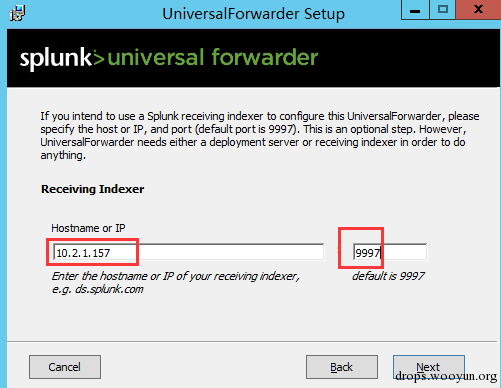 UniversalForwarder Setup
splunk> universal forwarder
If you intend to use a Splunk receiving indexer to configure this UniversalForwarder, please
specify the host or IP, and port (default port is 9997). This is an optional step. However,
UniversalForwarder needs either a deployment server or receiving indexer in order to do
anything.
Receiving Indexer
Hostname or IP
10.2.1.157 9997
Enter the hostname or IP of your receiving indexer, default is 9997
e.g. ds.splunk.com
Cancel Back Next
drops.wooyun.org